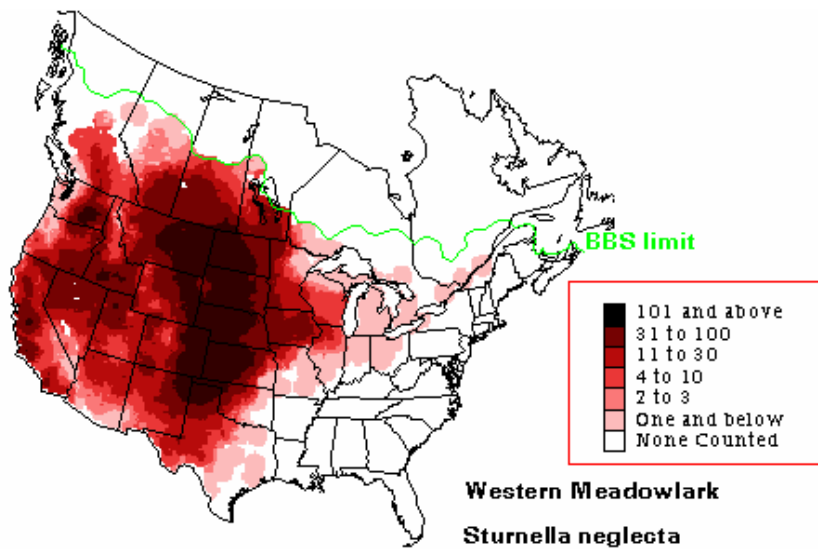 BBS limit
101 and above
31 to 100
11 to 30
4 to 10
2 to 3
One and below
None Counted
Western Meadowlark
Sturnella neglecta